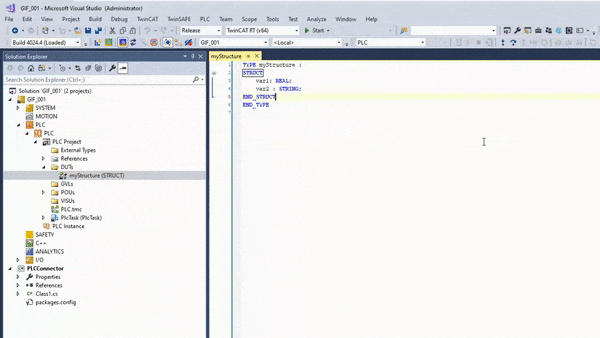 GIF_001 - Microsoft Visual Studio (Administrator)
File Edit View Project Build Debug TwinCAT TwinSAFE PLC Team Scope Tools Test Analyze Window Help
Release TwinCAT RT (x64) Start
Build 4024.4 (Loaded) GIF_001 <Local> PLC
Solution Explorer
Search Solution Explorer (Ctrl+;)
Solution 'GIF_001' (2 projects)
GIF_001
SYSTEM
MOTION
PLC
PLC
PLC Project
External Types
References
DUTs
myStructure (STRUCT)
GVLs
POUs
VISUs
PLC.tmc
PlcTask (PlcTask)
PLC Instance
SAFETY
C++
ANALYTICS
I/O
PLCConnector
Properties
References
Class1.cs
packages.config
myStructure
1 TYPE myStructure :
2 STRUCT
3 var1: REAL;
4 var2 : STRING;
5 END_STRUCT
6 END_TYPE
7